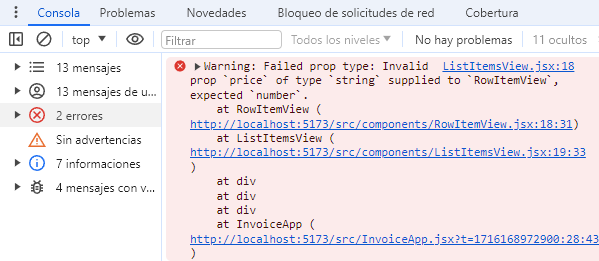 Consola Problemas Novedades Bloqueo de solicitudes de red Cobertura
top Filtrar Todos los niveles No hay problemas 11 ocultos
13 mensajes
13 mensajes de u...
2 errores
Sin advertencias
7 informaciones
4 mensajes con v...
Warning: Failed prop type: Invalid ListItemsView.jsx:18
prop `price` of type `string` supplied to `RowItemView`,
expected `number`.
at RowItemView (
http://localhost:5173/src/components/RowItemView.jsx:18:31)
at ListItemsView (
http://localhost:5173/src/components/ListItemsView.jsx:19:33
)
at div
at div
at div
at InvoiceApp (
http://localhost:5173/src/InvoiceApp.jsx?t=1716168972900:28:43
)